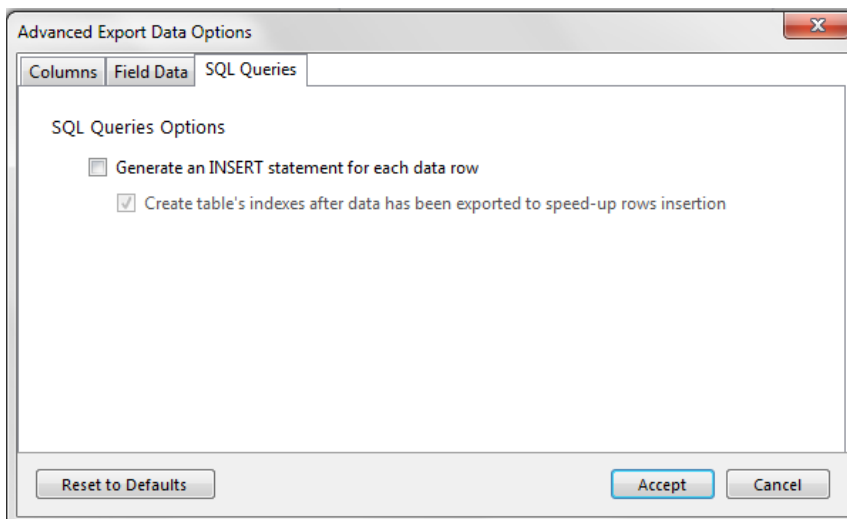 Advanced Export Data Options
Columns Field Data SQL Queries
SQL Queries Options
Generate an INSERT statement for each data row
Create table's indexes after data has been exported to speed-up rows insertion
Reset to Defaults Accept Cancel